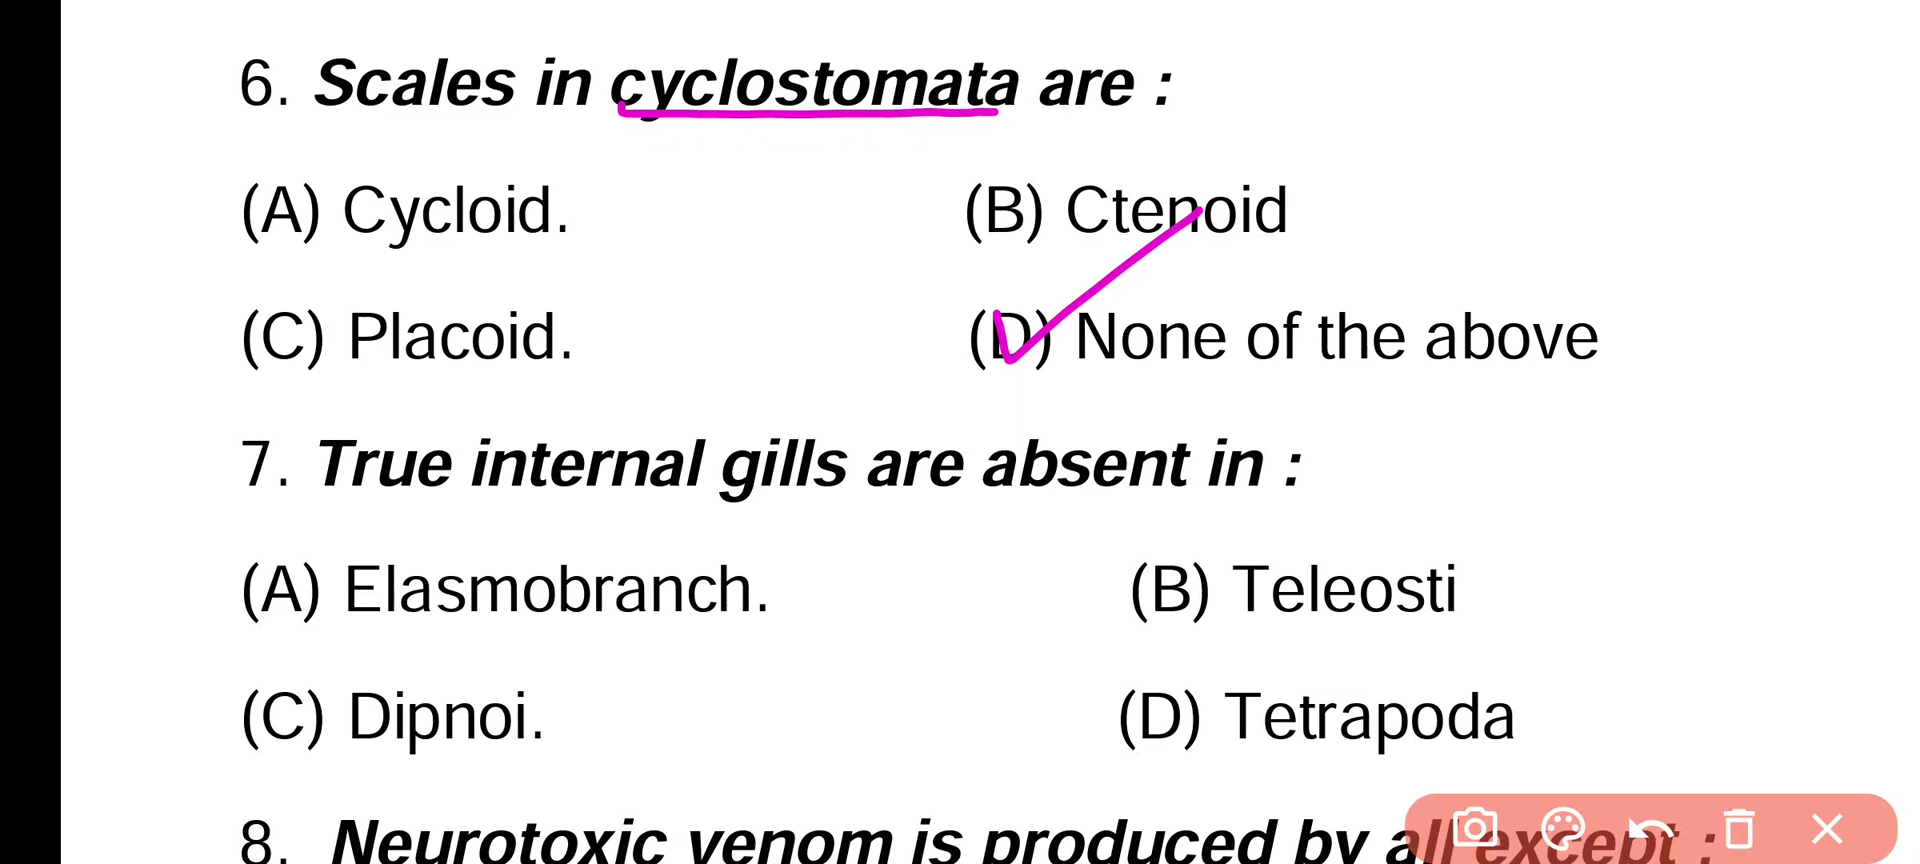 6. Scales in cyclostomata are :
(A) Cycloid. (B) Ctenoid
(C) Placoid. (D) None of the above
7. True internal gills are absent in :
(A) Elasmobranch. (B) Teleosti
(C) Dipnoi. (D) Tetrapoda
8. Neurotoxic venom is produced by all except :